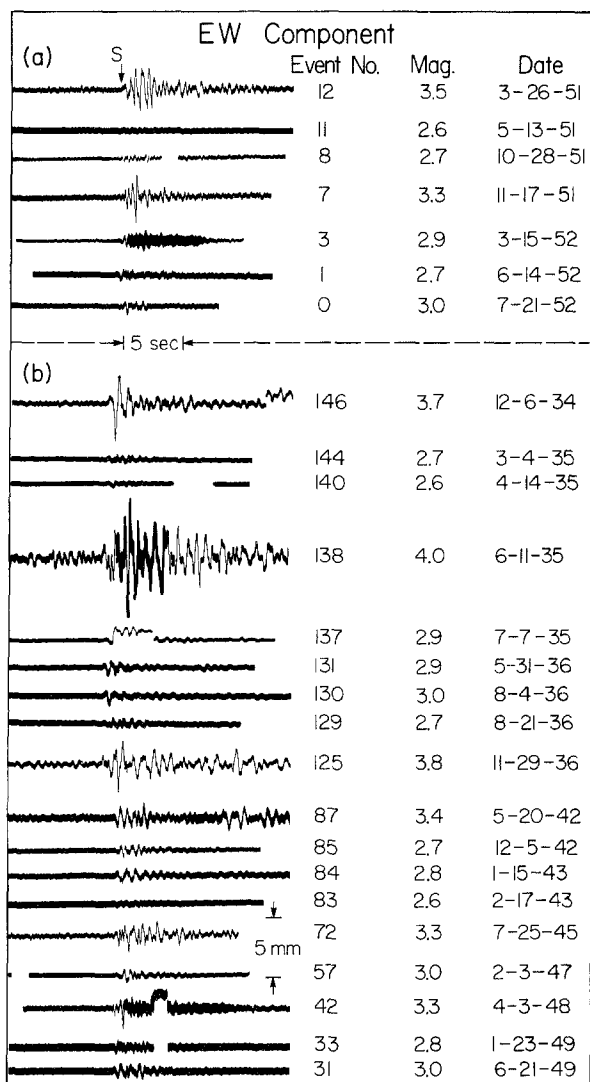 EW Component
(a) S Event No. Mag. Date
12 3.5 3-26-51
11 2.6 5-13-51
8 2.7 10-28-51
7 3.3 11-17-51
3 2.9 3-15-52
1 2.7 6-14-52
0 3.0 7-21-52
5 sec
(b)
146 3.7 12-6-34
144 2.7 3-4-35
140 2.6 4-14-35
138 4.0 6-11-35
137 2.9 7-7-35
131 2.9 5-31-36
130 3.0 8-4-36
129 2.7 8-21-36
125 3.8 11-29-36
87 3.4 5-20-42
85 2.7 12-5-42
84 2.8 1-15-43
83 2.6 2-17-43
72 3.3 7-25-45
5 mm
57 3.0 2-3-47
42 3.3 4-3-48
33 2.8 1-23-49
31 3.0 6-21-49